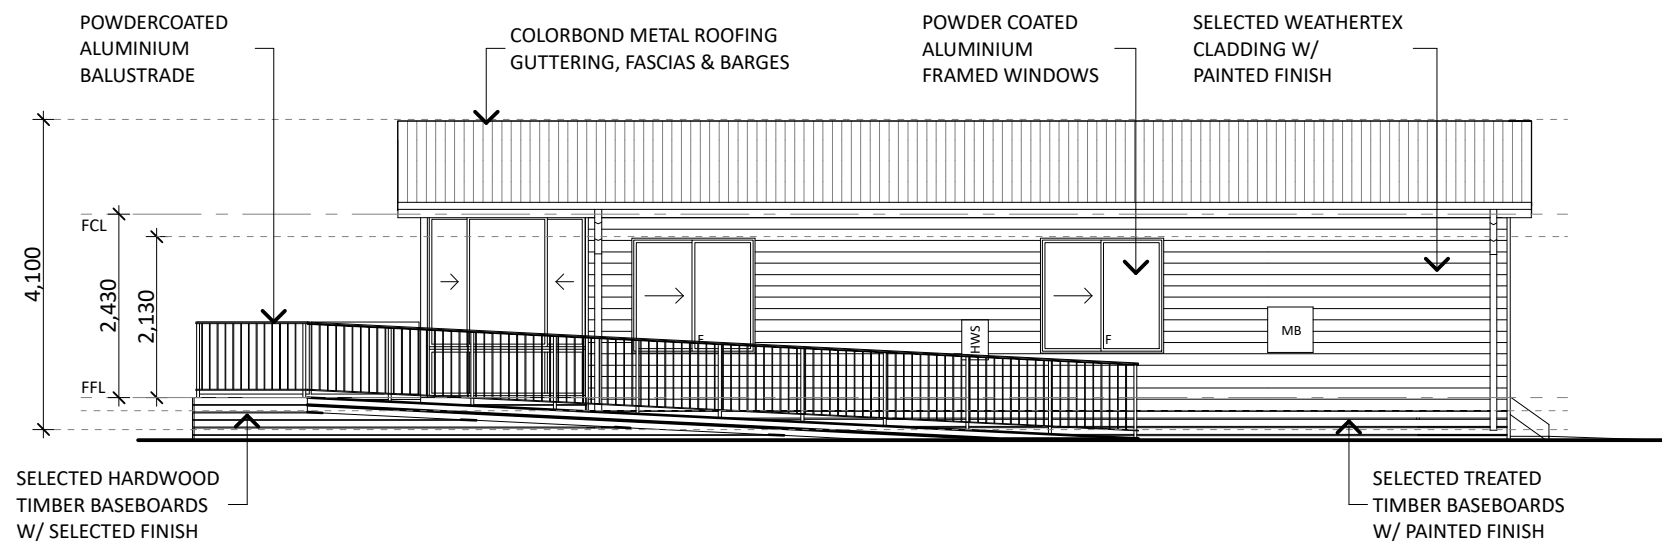 POWDERCOATED
ALUMINIUM
BALUSTRADE
COLORBOND METAL ROOFING
GUTTERING, FASCIAS & BARGES
POWDER COATED
ALUMINIUM
FRAMED WINDOWS
SELECTED WEATHERTEX
CLADDING W/
PAINTED FINISH
4,100
2,430
2,130
FCL
FFL
F
HWS
F
MB
SELECTED HARDWOOD
TIMBER BASEBOARDS
W/ SELECTED FINISH
SELECTED TREATED
TIMBER BASEBOARDS
W/ PAINTED FINISH